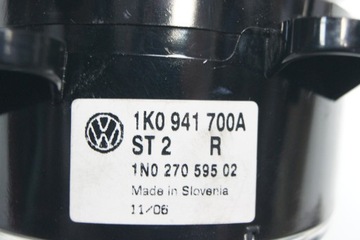 1K0 941 700A
ST 2 R
1N0 270 595 02
Made in Slovenia
11/06